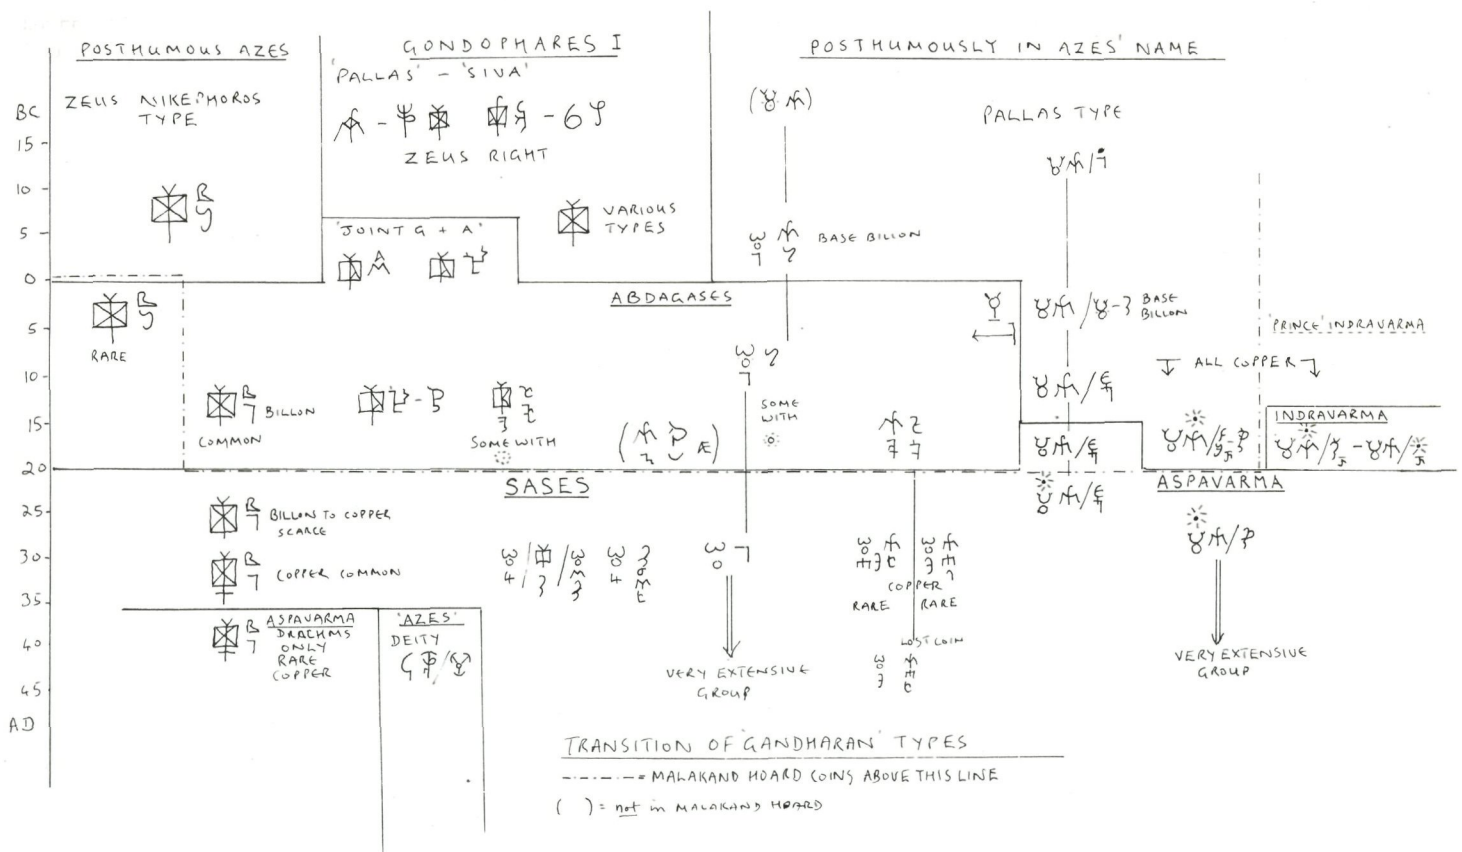 POSTHUMOUS AZES
GONDOPHARES I
POSTHUMOUSLY IN AZES' NAME
'PALLAS' - 'SIVA'
ZEUS NIKEPHOROS
TYPE
BC
PALLAS TYPE
ZEUS RIGHT
15
10
5
0
5
10
15
20
25
30
35
40
45
AD
VARIOUS
TYPES
'JOINT G + A'
BASE BILLON
ABDAGASES
BASE
BILLON
RARE
'PRINCE' INDRAVARMA
ALL COPPER
BILLON
COMMON
SOME WITH
SOME
WITH
Æ
INDRAVARMA
SASES
ASPAVARMA
BILLON TO COPPER
SCARCE
COPPER COMMON
COPPER
RARE RARE
LOST COIN
ASPAVARMA
DRACHMS
ONLY
RARE
COPPER
'AZES'
DEITY
VERY EXTENSIVE
GROUP
VERY EXTENSIVE
GROUP
TRANSITION OF 'GANDHARAN' TYPES
-·-·-·- = MALAKAND HOARD COINS ABOVE THIS LINE
( ) = not in MALAKAND HOARD